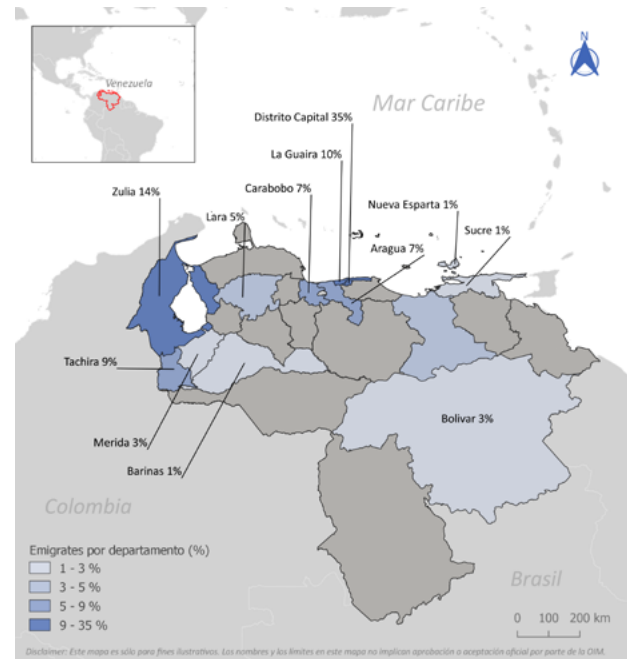 N
Venezuela
Mar Caribe
Distrito Capital 35%
La Guaira 10%
Zulia 14%
Carabobo 7%
Nueva Esparta 1%
Lara 5%
Sucre 1%
Aragua 7%
Tachira 9%
Merida 3%
Bolivar 3%
Barinas 1%
Colombia
Emigrates por departamento (%)
1 - 3 %
3 - 5 %
5 - 9 %
9 - 35 %
Brasil
0 100 200 km
Disclaimer: Este mapa es sólo para fines ilustrativos. Los nombres y los límites en este mapa no implican aprobación o aceptación oficial por parte de la OIM.